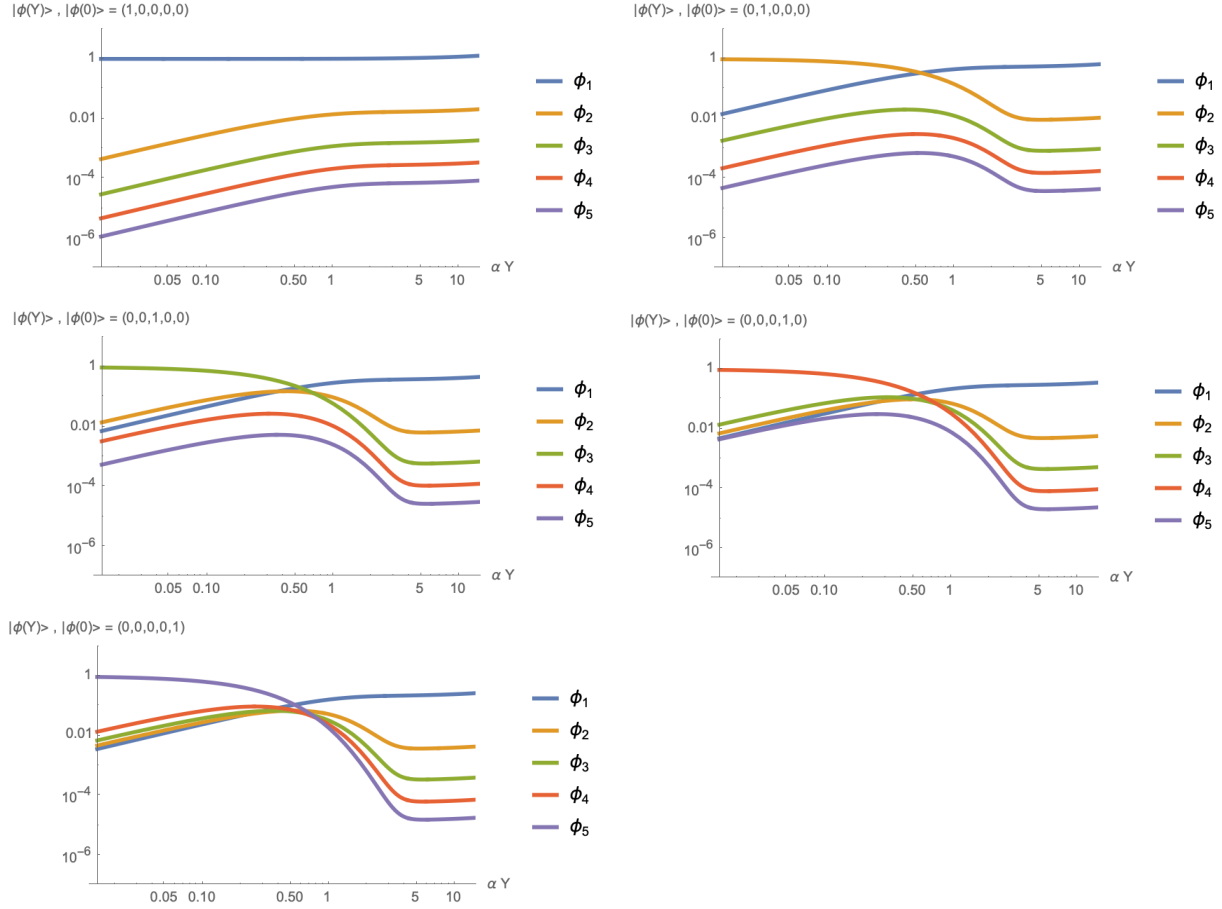 |ϕ(Y)> , |ϕ(0)> = (1,0,0,0,0)
1
0.01
10⁻⁴
10⁻⁶
0.05 0.10 0.50 1 5 10
α Y
ϕ₁
ϕ₂
ϕ₃
ϕ₄
ϕ₅
|ϕ(Y)> , |ϕ(0)> = (0,1,0,0,0)
1
0.01
10⁻⁴
10⁻⁶
0.05 0.10 0.50 1 5 10
α Y
ϕ₁
ϕ₂
ϕ₃
ϕ₄
ϕ₅
|ϕ(Y)> , |ϕ(0)> = (0,0,1,0,0)
1
0.01
10⁻⁴
10⁻⁶
0.05 0.10 0.50 1 5 10
α Y
ϕ₁
ϕ₂
ϕ₃
ϕ₄
ϕ₅
|ϕ(Y)> , |ϕ(0)> = (0,0,0,1,0)
1
0.01
10⁻⁴
10⁻⁶
0.05 0.10 0.50 1 5 10
α Y
ϕ₁
ϕ₂
ϕ₃
ϕ₄
ϕ₅
|ϕ(Y)> , |ϕ(0)> = (0,0,0,0,1)
1
0.01
10⁻⁴
10⁻⁶
0.05 0.10 0.50 1 5 10
α Y
ϕ₁
ϕ₂
ϕ₃
ϕ₄
ϕ₅